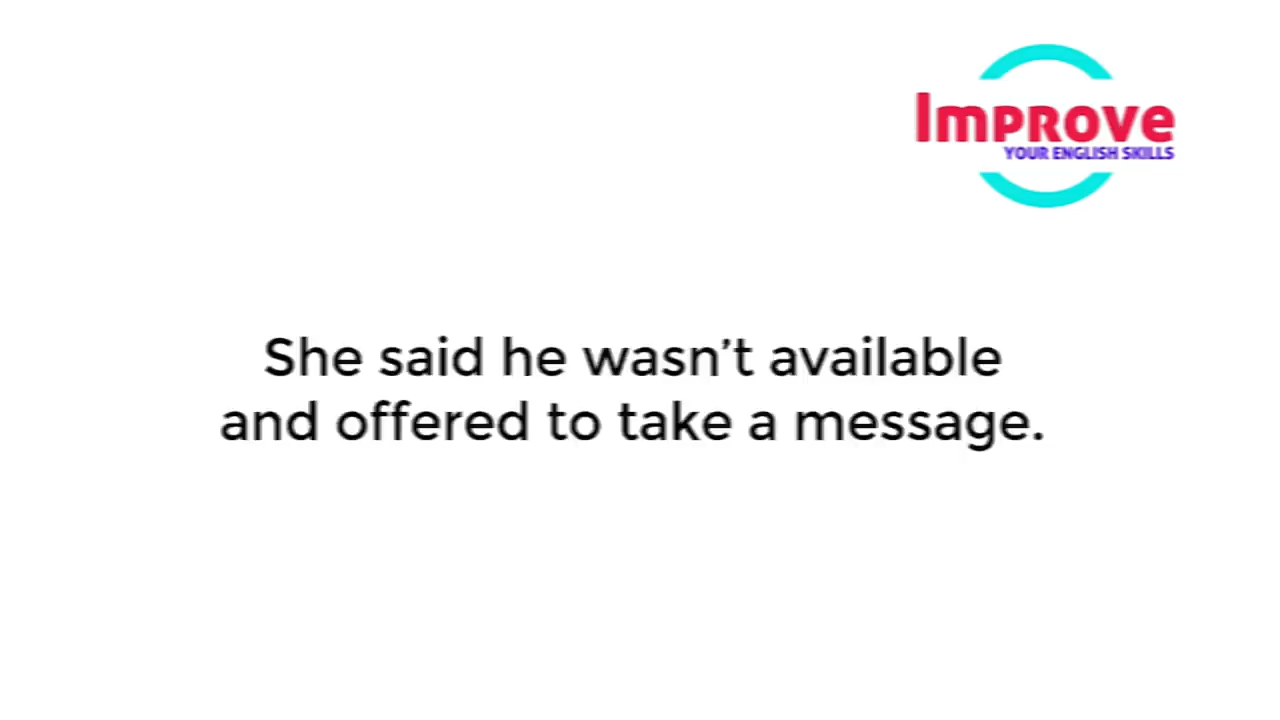 Improve
YOUR ENGLISH SKILLS
She said he wasn't available
and offered to take a message.